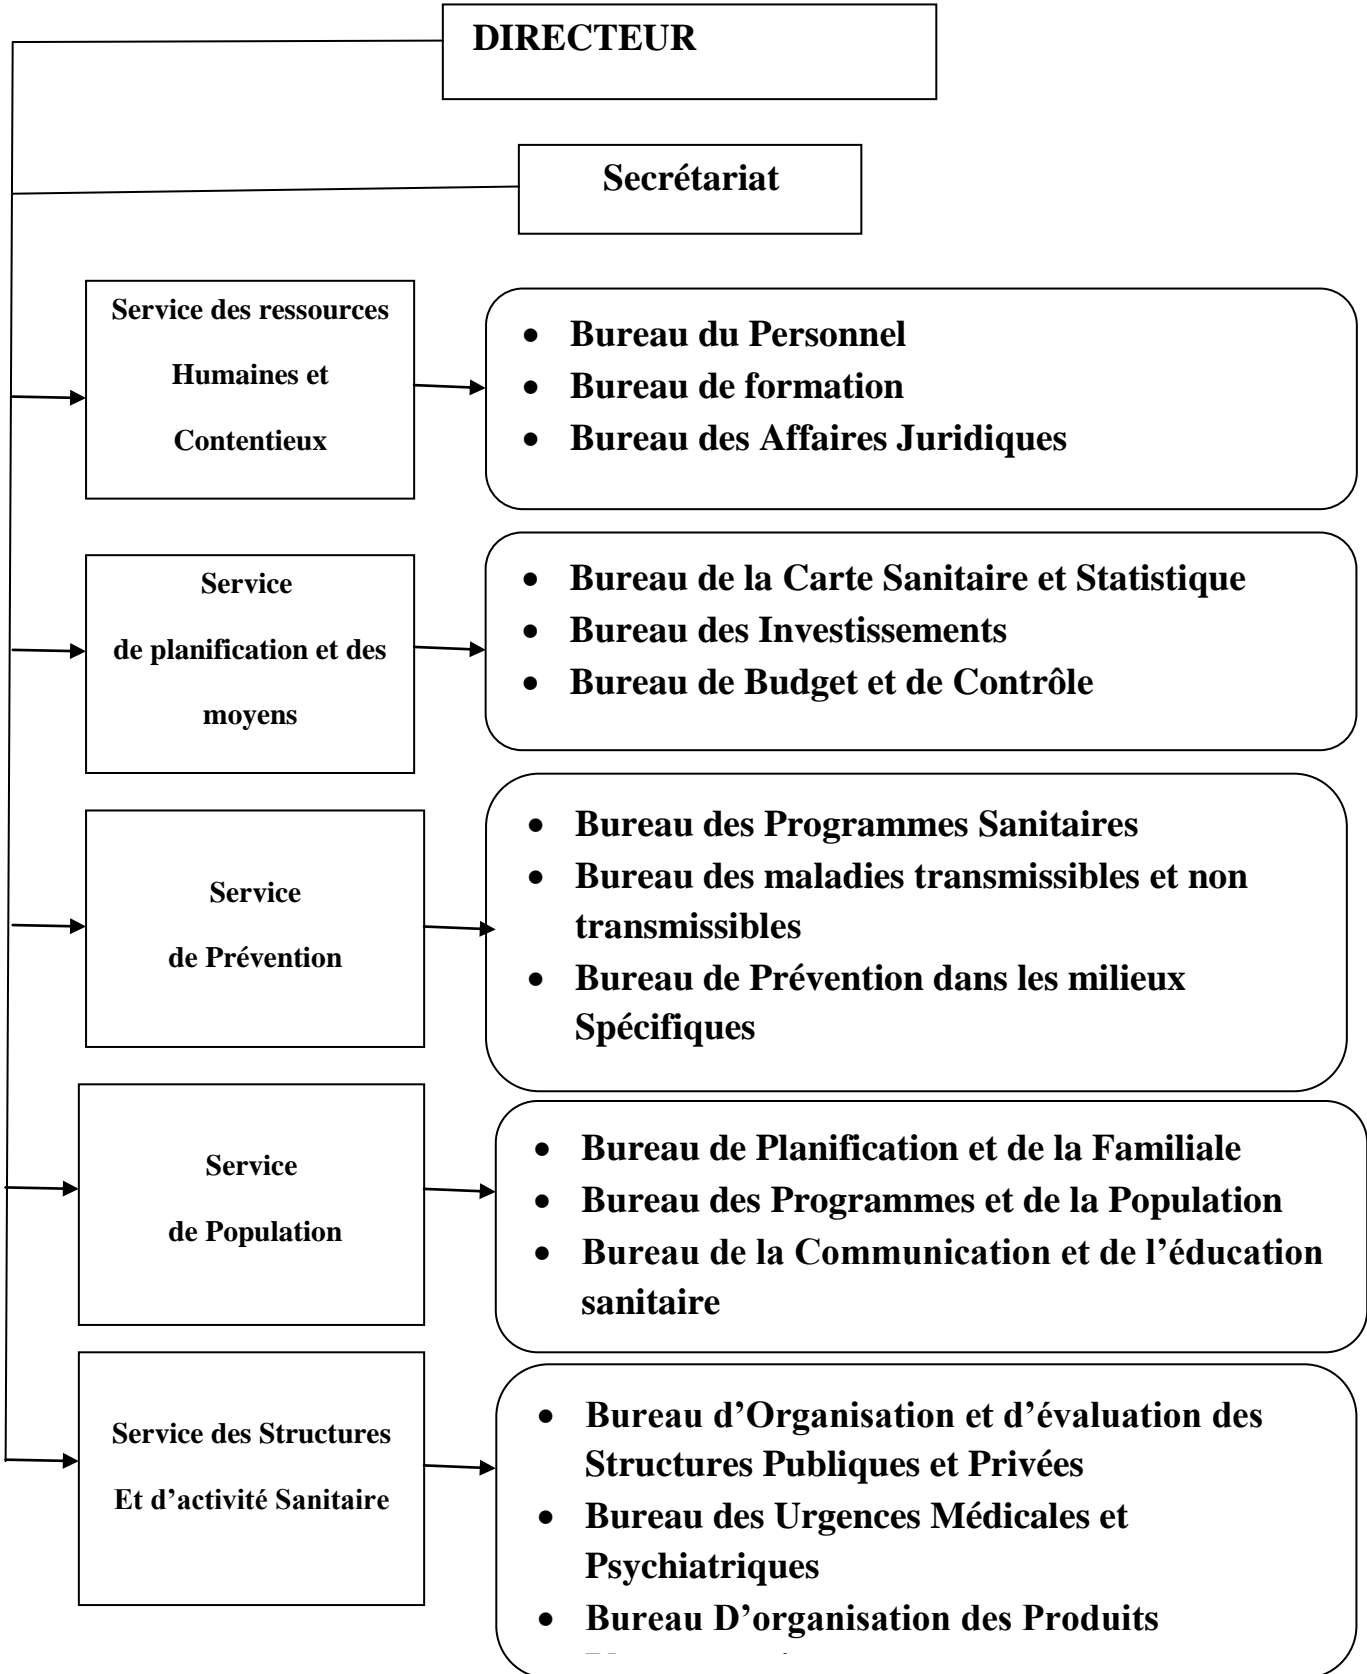 DIRECTEUR
Secrétariat
Service des ressources
Humaines et
Contentieux
• Bureau du Personnel
• Bureau de formation
• Bureau des Affaires Juridiques
Service
de planification et des
moyens
• Bureau de la Carte Sanitaire et Statistique
• Bureau des Investissements
• Bureau de Budget et de Contrôle
Service
de Prévention
• Bureau des Programmes Sanitaires
• Bureau des maladies transmissibles et non
transmissibles
• Bureau de Prévention dans les milieux
Spécifiques
Service
de Population
• Bureau de Planification et de la Familiale
• Bureau des Programmes et de la Population
• Bureau de la Communication et de l’éducation
sanitaire
Service des Structures
Et d’activité Sanitaire
• Bureau d’Organisation et d’évaluation des
Structures Publiques et Privées
• Bureau des Urgences Médicales et
Psychiatriques
• Bureau D’organisation des Produits